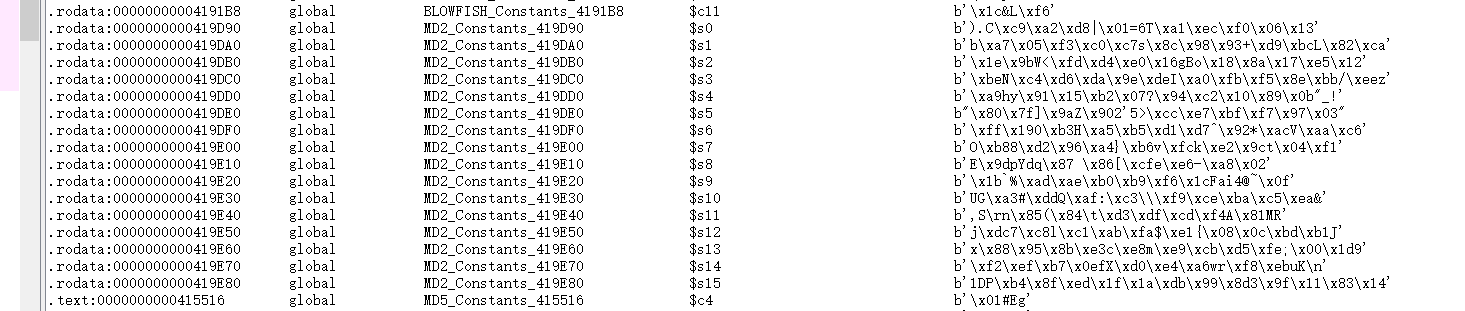 .rodata:00000000004191B8 global BLOWFISH_Constants_4191B8 $c11 b'\x1c&L\xf6'
.rodata:0000000000419D90 global MD2_Constants_419D90 $s0 b').C\xc9\xa2\xd8|\x01=6T\xa1\xec\xf0\x06\x13'
.rodata:0000000000419DA0 global MD2_Constants_419DA0 $s1 b'b\xa7\x05\xf3\xc0\xc7s\x8c\x98\x93+\xd9\xbcL\x82\xca'
.rodata:0000000000419DB0 global MD2_Constants_419DB0 $s2 b'\x1e\x9bW<\xfd\xd4\xe0\x16gBo\x18\x8a\x17\xe5\x12'
.rodata:0000000000419DC0 global MD2_Constants_419DC0 $s3 b'\xbeN\xc4\xd6\xda\x9e\xdeI\xa0\xfb\xf5\x8e\xbb/\xeez'
.rodata:0000000000419DD0 global MD2_Constants_419DD0 $s4 b'\xa9hy\x91\x15\xb2\x07?\x94\xc2\x10\x89\x0b"_!'
.rodata:0000000000419DE0 global MD2_Constants_419DE0 $s5 b"\x80\x7f]\x9aZ\x902'5>\xcc\xe7\xbf\xf7\x97\x03"
.rodata:0000000000419DF0 global MD2_Constants_419DF0 $s6 b'\xff\x190\xb3H\xa5\xb5\xd1\xd7^\x92*\xacV\xaa\xc6'
.rodata:0000000000419E00 global MD2_Constants_419E00 $s7 b'O\xb88\xd2\x96\xa4}\xb6v\xfck\xe2\x9ct\x04\xf1'
.rodata:0000000000419E10 global MD2_Constants_419E10 $s8 b'E\x9dpYdq\x87 \x86[\xcfe\xe6-\xa8\x02'
.rodata:0000000000419E20 global MD2_Constants_419E20 $s9 b'\x1b`%\xad\xae\xb0\xb9\xf6\x1cFai4@~\x0f'
.rodata:0000000000419E30 global MD2_Constants_419E30 $s10 b'UG\xa3#\xddQ\xaf:\xc3\\\xf9\xce\xba\xc5\xea&'
.rodata:0000000000419E40 global MD2_Constants_419E40 $s11 b',S\rn\x85(\x84\t\xd3\xdf\xcd\xf4A\x81MR'
.rodata:0000000000419E50 global MD2_Constants_419E50 $s12 b'j\xdc7\xc8l\xc1\xab\xfa$\xe1{\x08\x0c\xbd\xb1J'
.rodata:0000000000419E60 global MD2_Constants_419E60 $s13 b'x\x88\x95\x8b\xe3c\xe8m\xe9\xcb\xd5\xfe;\x00\x1d9'
.rodata:0000000000419E70 global MD2_Constants_419E70 $s14 b'\xf2\xef\xb7\x0efX\xd0\xe4\xa6wr\xf8\xebuK\n'
.rodata:0000000000419E80 global MD2_Constants_419E80 $s15 b'1DP\xb4\x8f\xed\x1f\x1a\xdb\x99\x8d3\x9f\x11\x83\x14'
.text:0000000000415516 global MD5_Constants_415516 $c4 b'\x01#Eg'